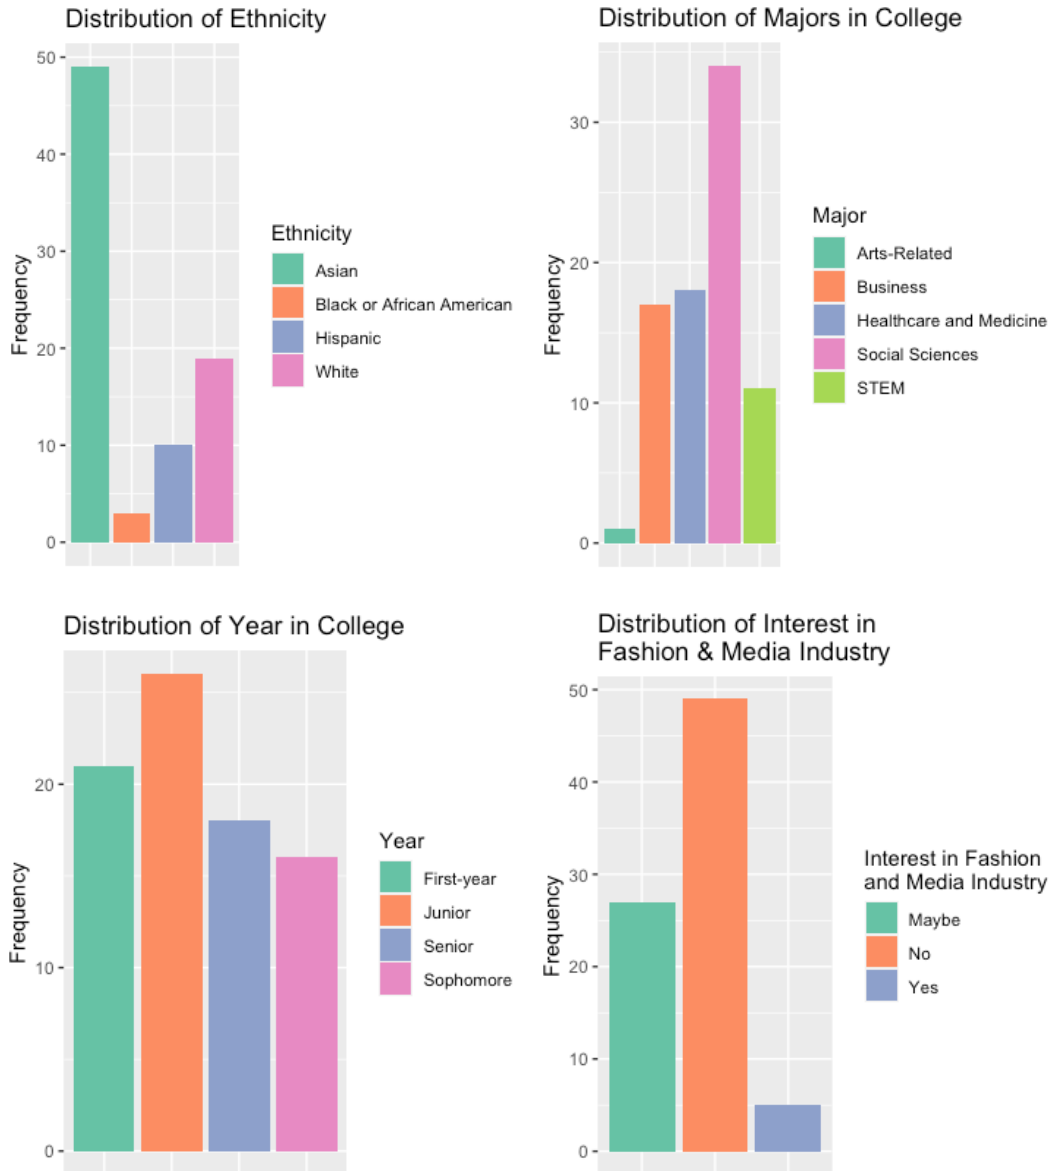 Distribution of Ethnicity
Frequency
50
40
30
20
10
0
Ethnicity
Asian
Black or African American
Hispanic
White
Distribution of Majors in College
Frequency
30
20
10
0
Major
Arts-Related
Business
Healthcare and Medicine
Social Sciences
STEM
Distribution of Year in College
Frequency
20
10
0
Year
First-year
Junior
Senior
Sophomore
Distribution of Interest in
Fashion & Media Industry
Frequency
50
40
30
20
10
0
Interest in Fashion
and Media Industry
Maybe
No
Yes